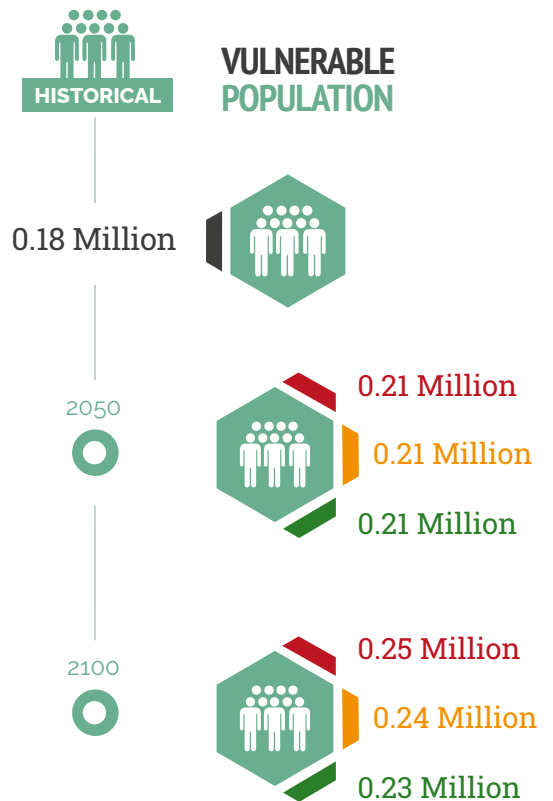 HISTORICAL
VULNERABLE
POPULATION
0.18 Million
2050
0.21 Million
0.21 Million
0.21 Million
2100
0.25 Million
0.24 Million
0.23 Million